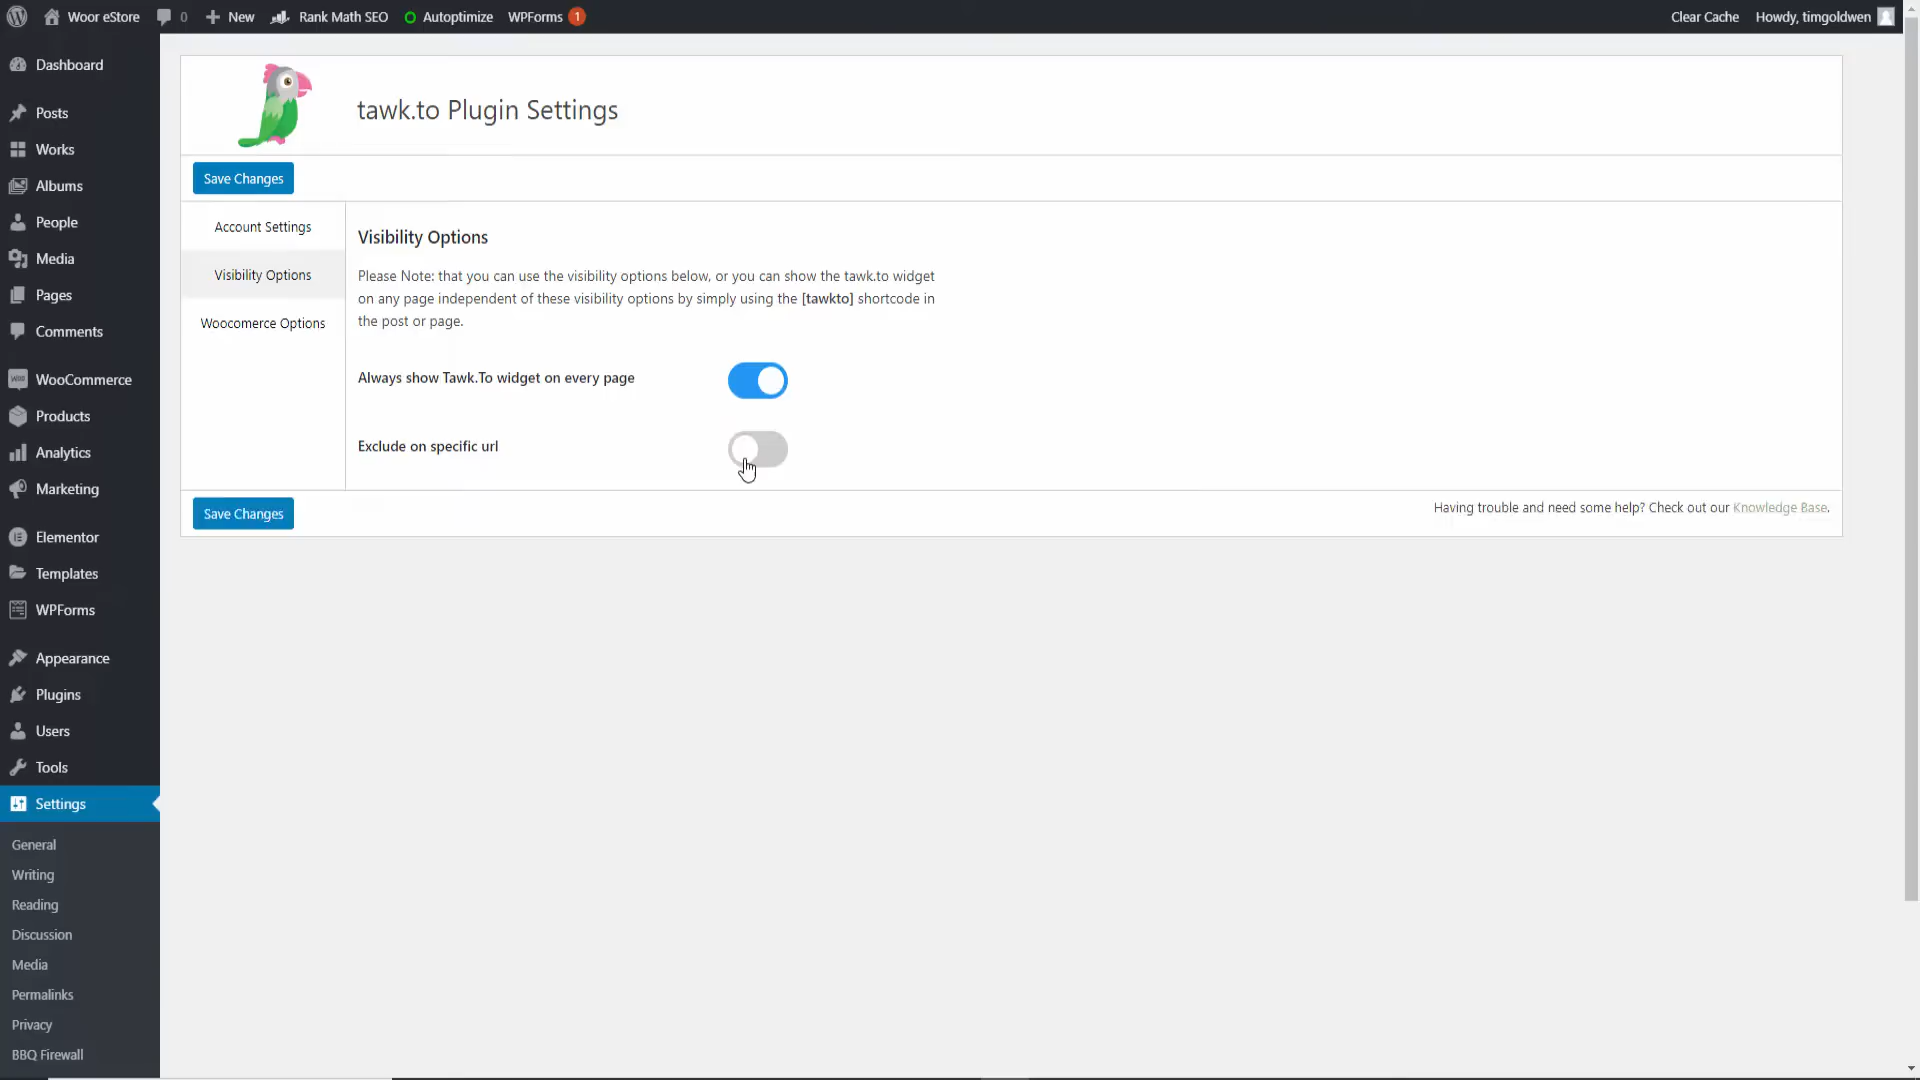 Woor eStore
0
New
Rank Math SEO
Autoptimize
WPForms
1
Clear Cache
Howdy, timgoldwen
Dashboard
Posts
Works
Albums
People
Media
Pages
Comments
WooCommerce
Products
Analytics
Marketing
Elementor
Templates
WPForms
Appearance
Plugins
Users
Tools
Settings
General
Writing
Reading
Discussion
Media
Permalinks
Privacy
BBQ Firewall
tawk.to Plugin Settings
Save Changes
Account Settings
Visibility Options
Woocomerce Options
Visibility Options
Please Note: that you can use the visibility options below, or you can show the tawk.to widget
on any page independent of these visibility options by simply using the [tawkto] shortcode in
the post or page.
Always show Tawk.To widget on every page
Exclude on specific url
Save Changes
Having trouble and need some help? Check out our Knowledge Base.